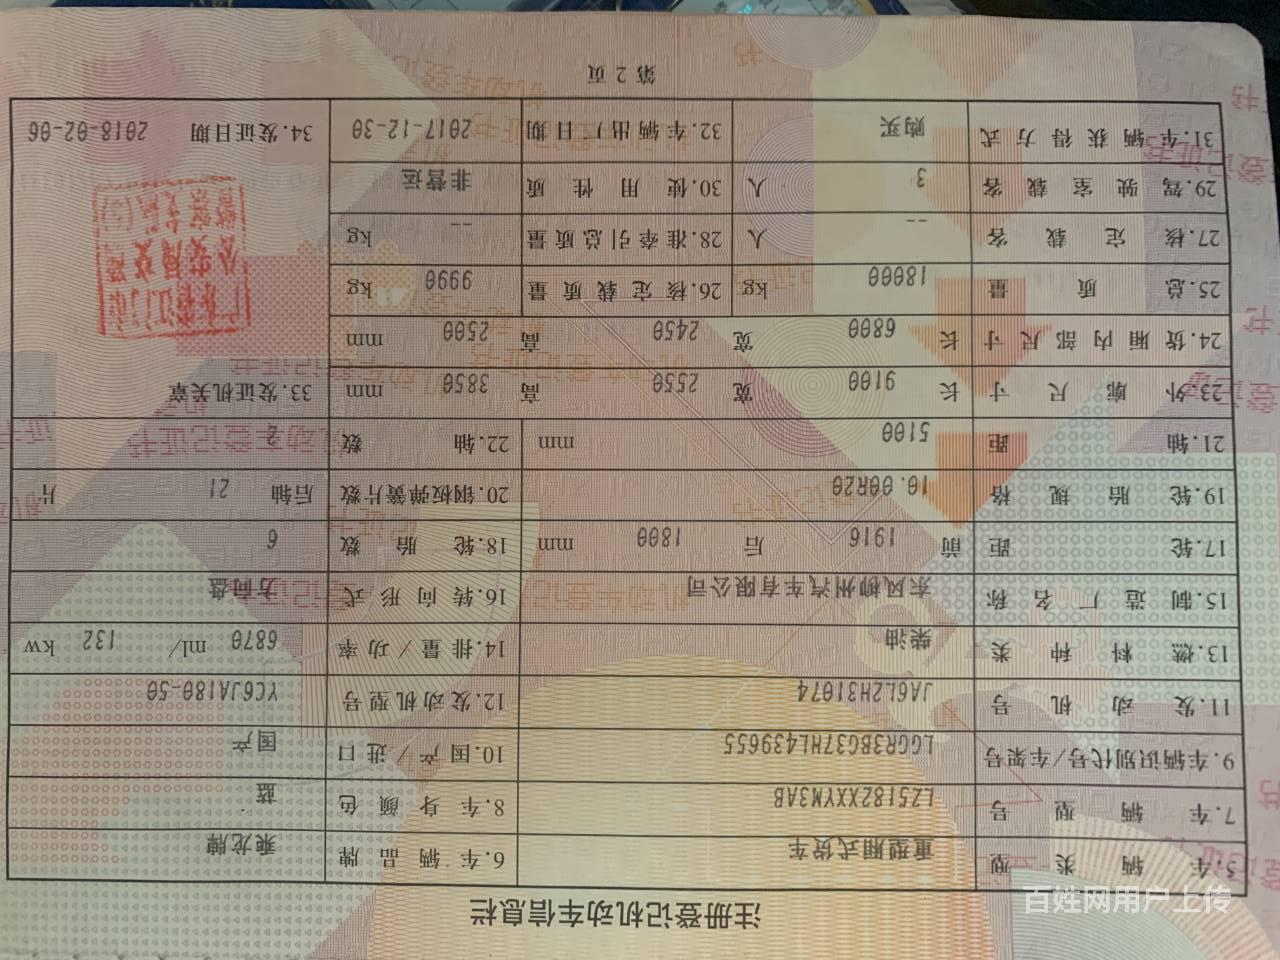 注册登记机动车信息栏
5.车辆类型 重型厢式货车 6.车辆品牌 乘龙牌
7.车辆型号 LZ5182XXYM3AB 8.车身颜色 蓝
9.车辆识别代号/车架号 LGGR3BG37HL439655 10.国产/进口 国产
11.发动机号 JA6L2H31074 12.发动机型号 YC6JA180-50
13.燃料种类 柴油 14.排量/功率 6870 ml/ 132 kw
15.制造厂名称 东风柳州汽车有限公司 16.转向形式 方向盘
17.轮距 前 1916 后 1800 mm 18.轮胎数 6
19.轮胎规格 10.00R20 20.钢板弹簧片数 后轴 21 片
21.轴距 5100 mm 22.轴数 2
23.外廓尺寸 长 9100 宽 2550 高 3850 mm 33.发证机关章
24.货厢内部尺寸 长 6800 宽 2450 高 2500 mm
25.总质量 18000 kg 26.核定载质量 9990 kg
27.核定载客 -- 人 28.准牵引总质量 -- kg
29.驾驶室载客 3 人 30.使用性质 非营运
31.车辆获得方式 购买 32.车辆出厂日期 2017-12-30 34.发证日期 2018-02-06
第 2 页
百姓网用户上传